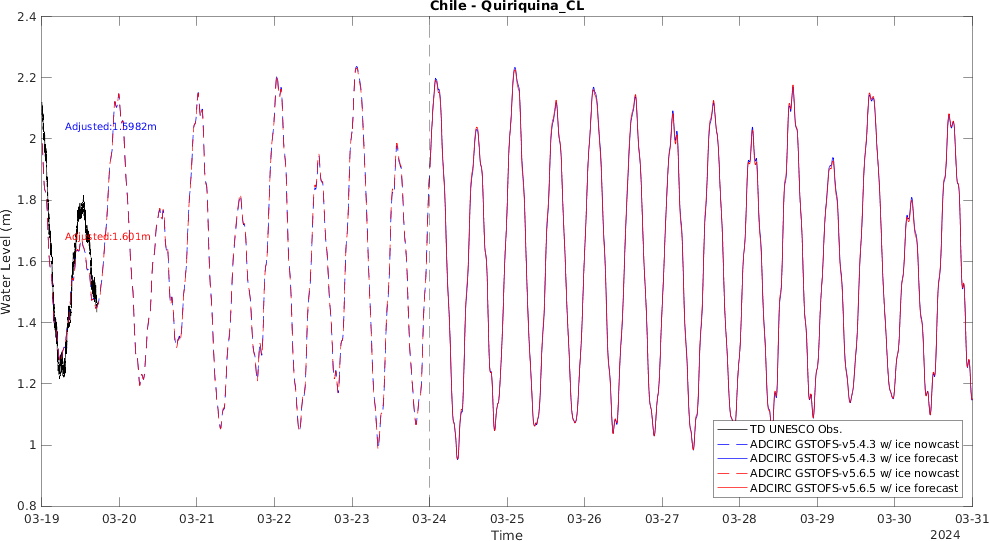 Chile - Quiriquina_CL
2.4
2.2
2
1.8
1.6
1.4
1.2
1
0.8
Water Level (m)
Adjusted:1.5982m
Adjusted:1.601m
TD UNESCO Obs.
ADCIRC GSTOFS-v5.4.3 w/ ice nowcast
ADCIRC GSTOFS-v5.4.3 w/ ice forecast
ADCIRC GSTOFS-v5.6.5 w/ ice nowcast
ADCIRC GSTOFS-v5.6.5 w/ ice forecast
03-19 03-20 03-21 03-22 03-23 03-24 03-25 03-26 03-27 03-28 03-29 03-30 03-31
Time
2024